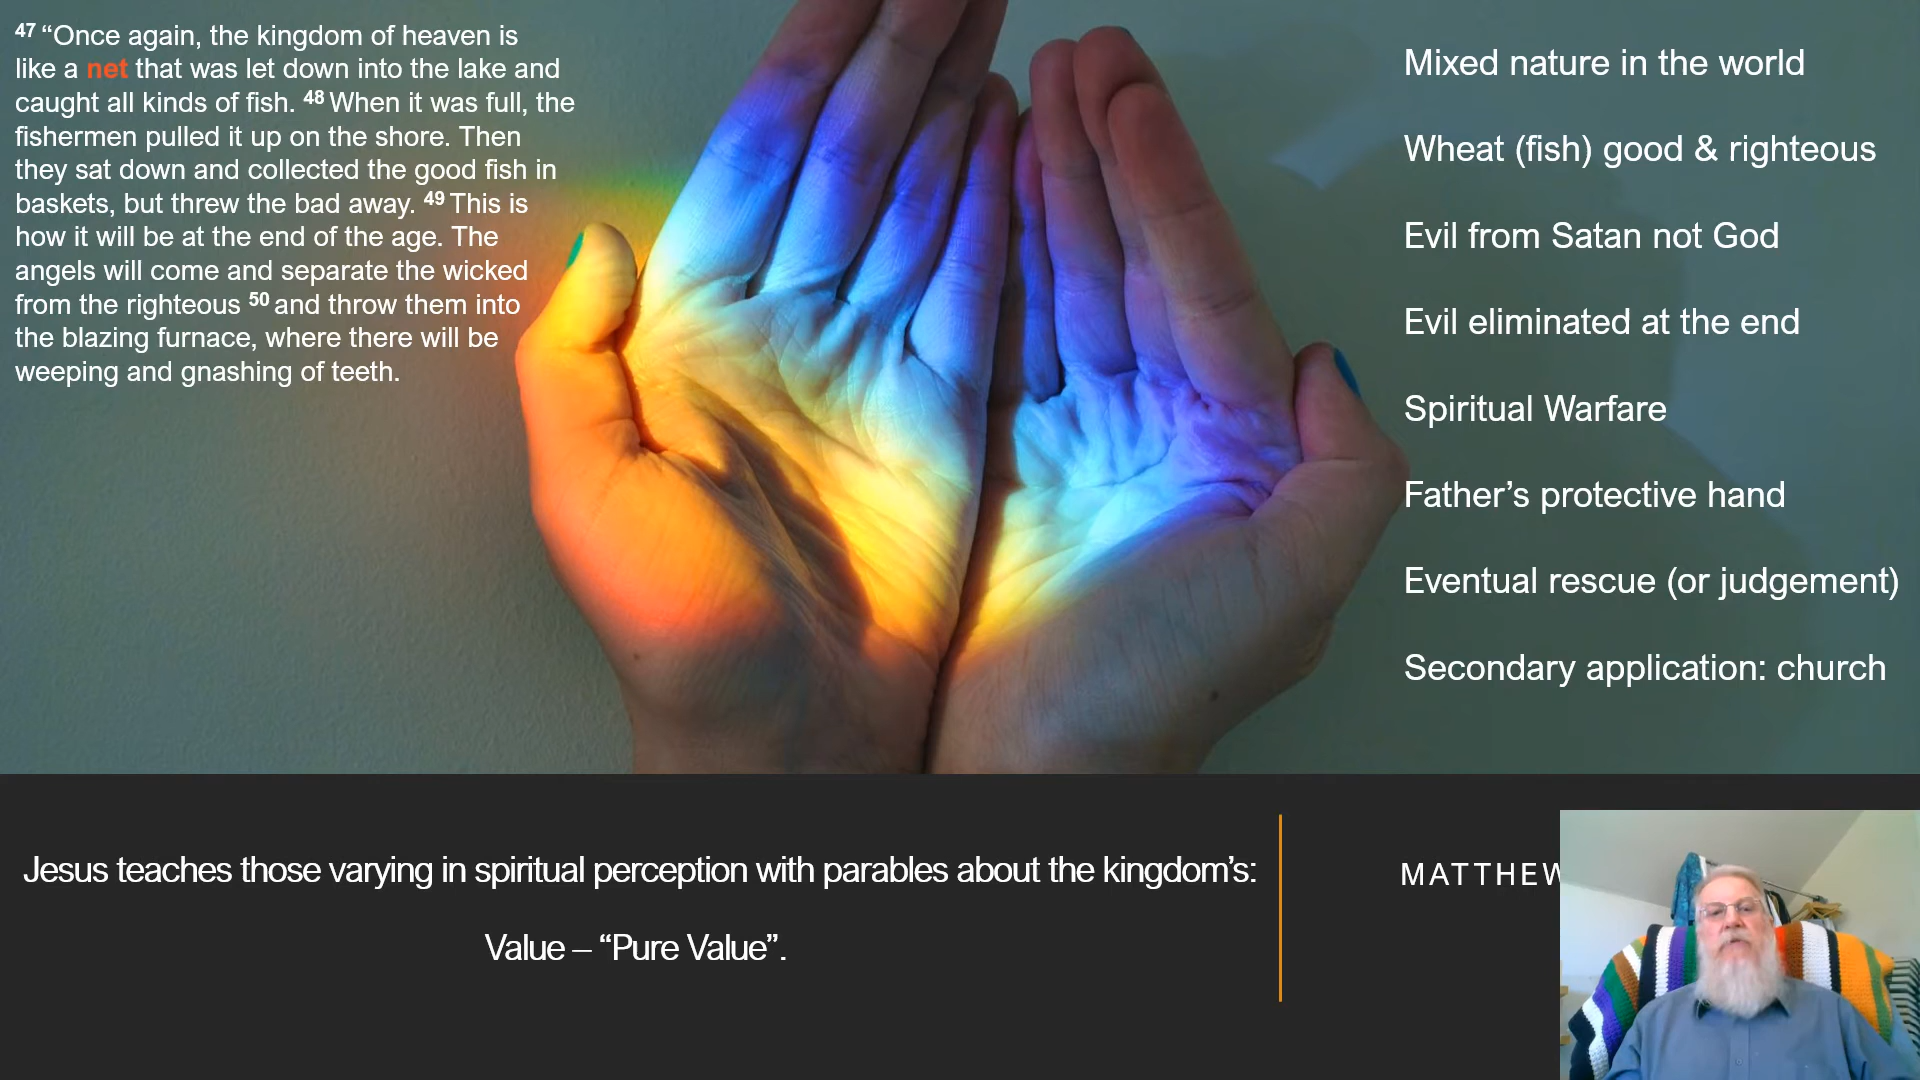 47 “Once again, the kingdom of heaven is
like a net that was let down into the lake and
caught all kinds of fish. 48 When it was full, the
fishermen pulled it up on the shore. Then
they sat down and collected the good fish in
baskets, but threw the bad away. 49 This is
how it will be at the end of the age. The
angels will come and separate the wicked
from the righteous 50 and throw them into
the blazing furnace, where there will be
weeping and gnashing of teeth.
Mixed nature in the world
Wheat (fish) good & righteous
Evil from Satan not God
Evil eliminated at the end
Spiritual Warfare
Father’s protective hand
Eventual rescue (or judgement)
Secondary application: church
Jesus teaches those varying in spiritual perception with parables about the kingdom’s:
Value – “Pure Value”.
MATTHEW